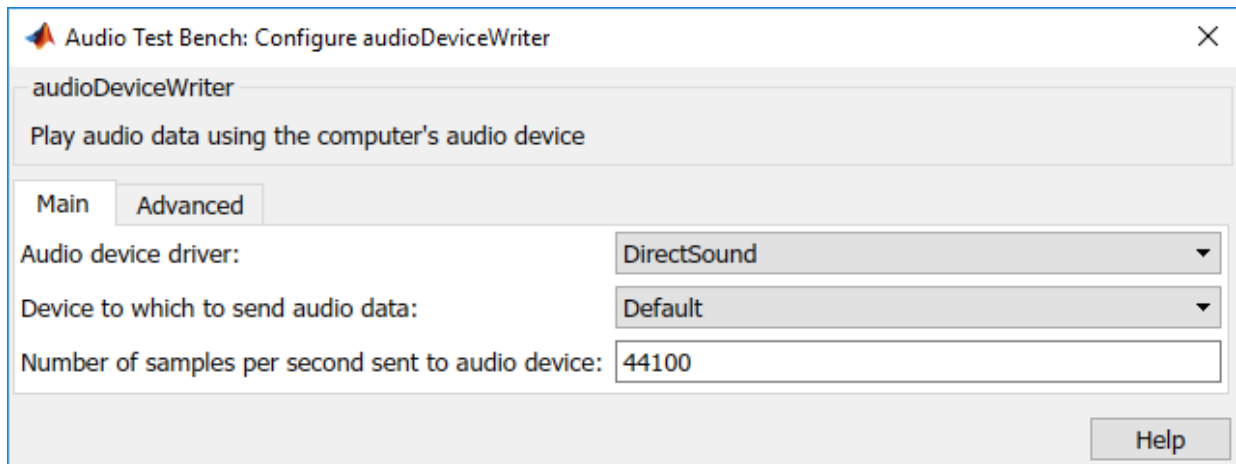 Audio Test Bench: Configure audioDeviceWriter
audioDeviceWriter
Play audio data using the computer's audio device
Main Advanced
Audio device driver: DirectSound
Device to which to send audio data: Default
Number of samples per second sent to audio device: 44100
Help